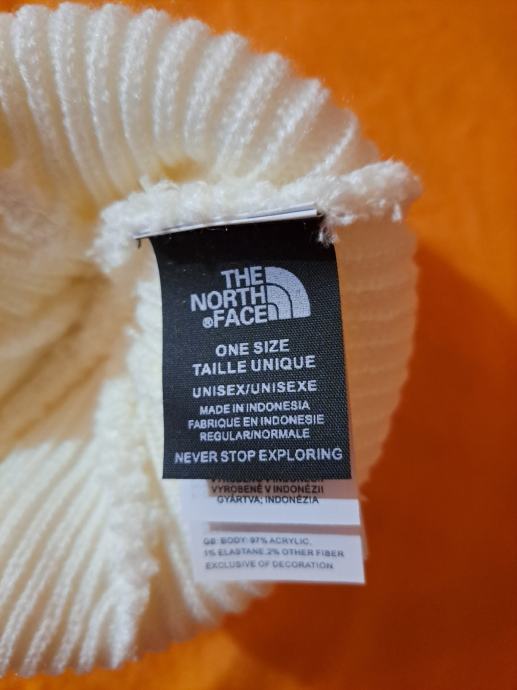 THE
NORTH
®FACE
ONE SIZE
TAILLE UNIQUE
UNISEX/UNISEXE
MADE IN INDONESIA
FABRIQUE EN INDONESIE
REGULAR/NORMALE
NEVER STOP EXPLORING
VYROBENÉ V INDONÉZII
GYÁRTVA; INDONÉZIA
GB: BODY: 97% ACRYLIC,
1% ELASTANE,2% OTHER FIBER
EXCLUSIVE OF DECORATION